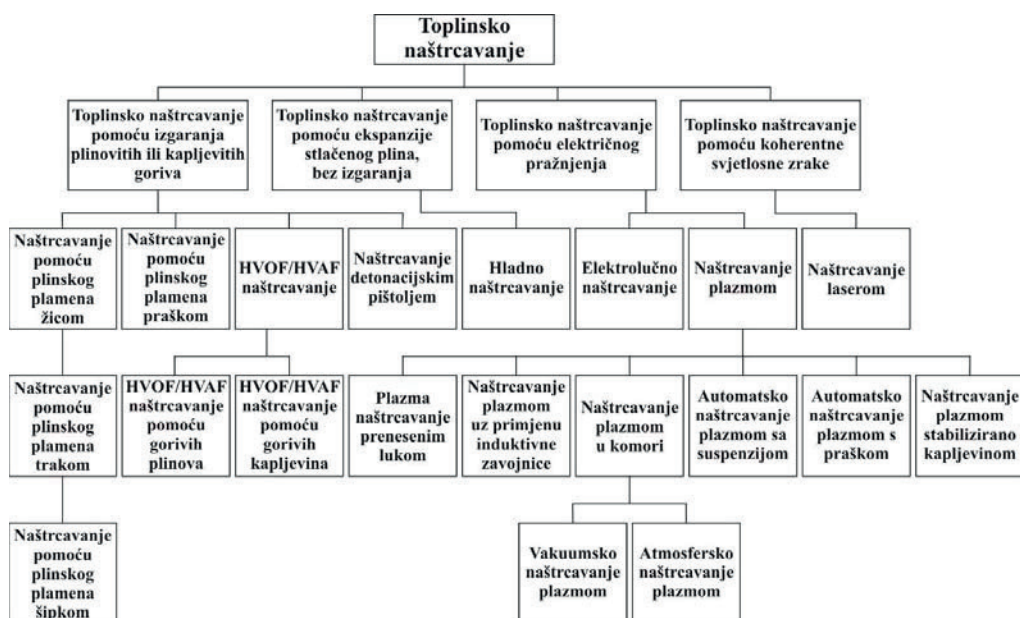 Toplinsko
naštrcavanje
Toplinsko naštrcavanje
pomoću izgaranja
plinovitih ili kapljevitih
goriva
Toplinsko naštrcavanje
pomoću ekspanzije
stlačenog plina,
bez izgaranja
Toplinsko naštrcavanje
pomoću električnog
pražnjenja
Toplinsko naštrcavanje
pomoću koherentne
svjetlosne zrake
Naštrcavanje
pomoću
plinskog
plamena
žicom
Naštrcavanje
pomoću
plinskog
plamena
praškom
HVOF/HVAF
naštrcavanje
Naštrcavanje
detonacijskim
pištoljem
Hladno
naštrcavanje
Elektrolučno
naštrcavanje
Naštrcavanje
plazmom
Naštrcavanje
laserom
Naštrcavanje
pomoću
plinskog
plamena
trakom
HVOF/HVAF
naštrcavanje
pomoću
gorivih
plinova
HVOF/HVAF
naštrcavanje
pomoću
gorivih
kapljevina
Plazma
naštrcavanje
prenesenim
lukom
Naštrcavanje
plazmom
uz primjenu
induktivne
zavojnice
Naštrcavanje
plazmom
u komori
Automatsko
naštrcavanje
plazmom sa
suspenzijom
Automatsko
naštrcavanje
plazmom s
praškom
Naštrcavanje
plazmom
stabilizirano
kapljevinom
Naštrcavanje
pomoću
plinskog
plamena
šipkom
Vakuumsko
naštrcavanje
plazmom
Atmosfersko
naštrcavanje
plazmom